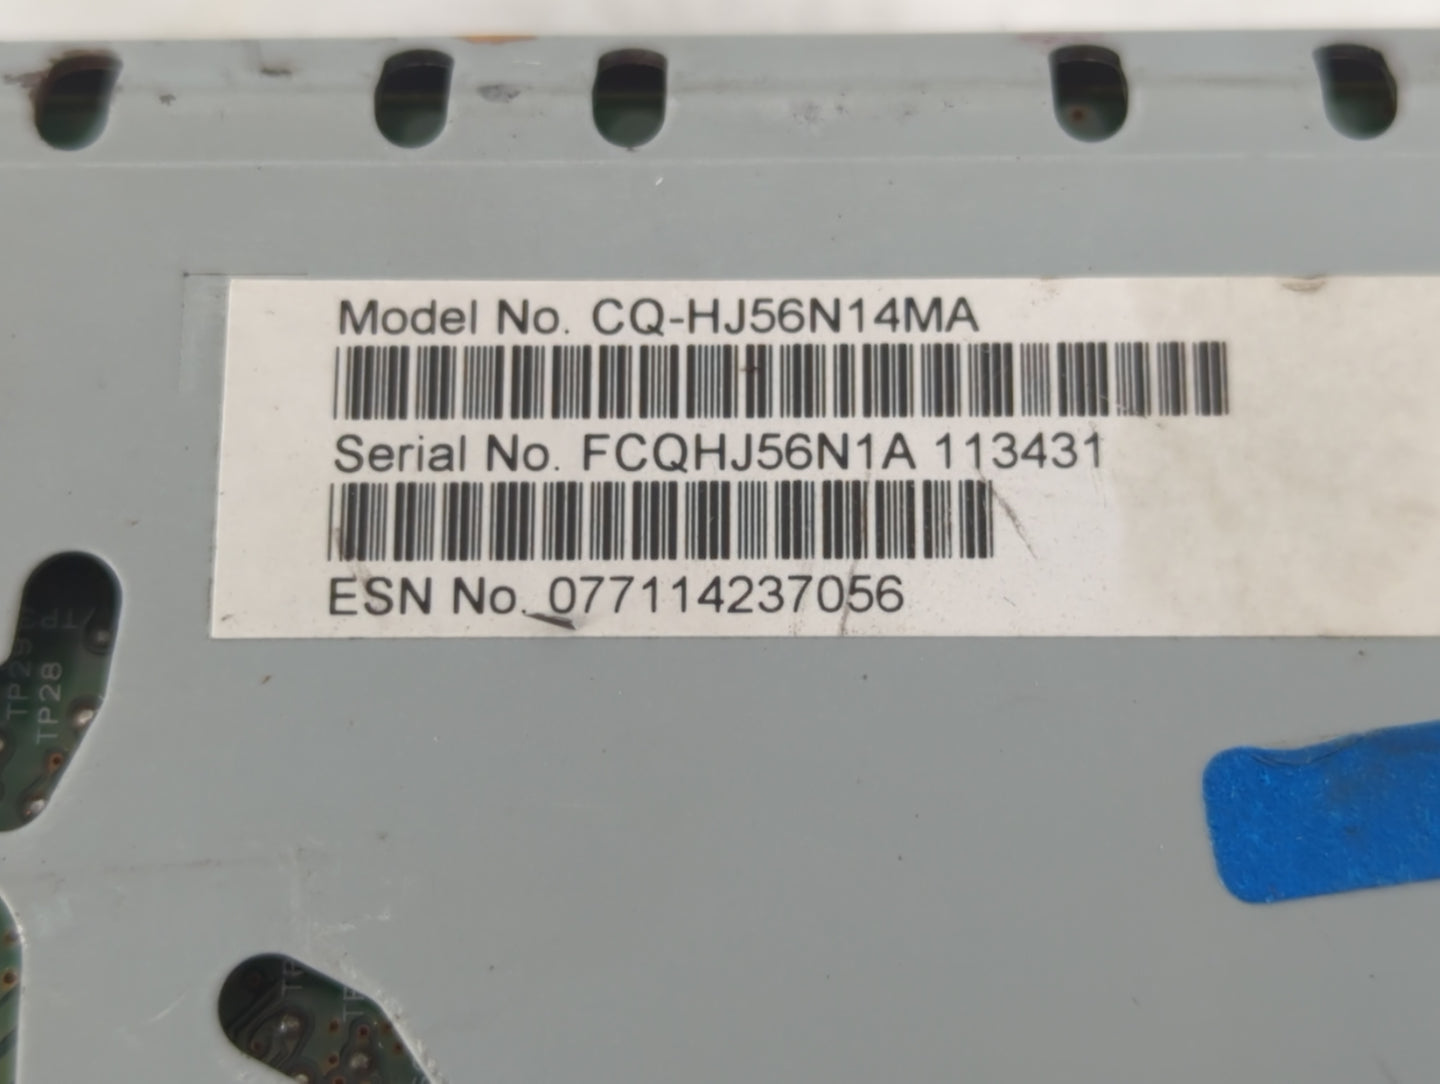 Model No. CQ-HJ56N14MA
Serial No. FCQHJ56N1A 113431
ESN No. 077114237056
TP28